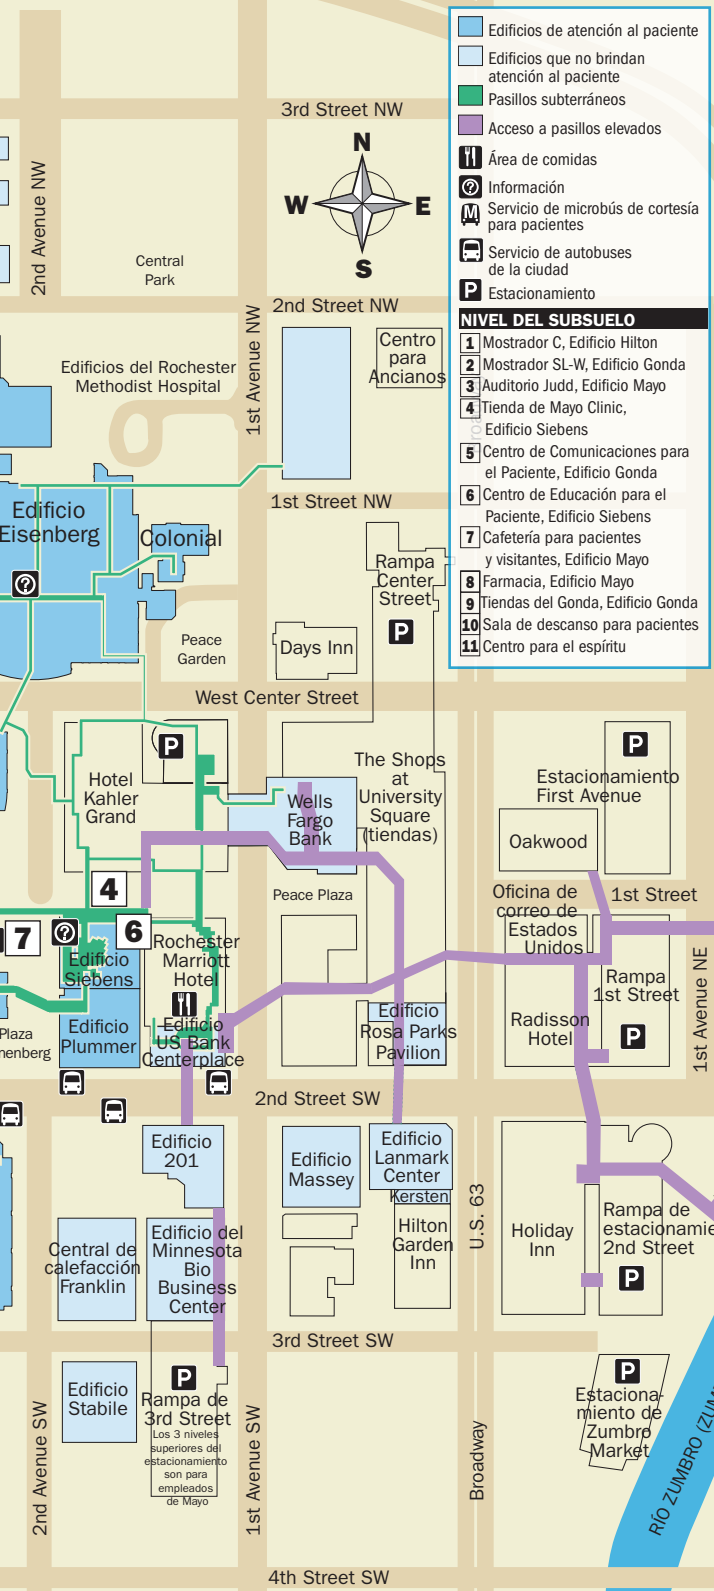 Edificios de atención al paciente
Edificios que no brindan
atención al paciente
Pasillos subterráneos
Acceso a pasillos elevados
Área de comidas
Información
Servicio de microbús de cortesía
para pacientes
Servicio de autobuses
de la ciudad
P Estacionamiento
NIVEL DEL SUBSUELO
1 Mostrador C, Edificio Hilton
2 Mostrador SL-W, Edificio Gonda
3 Auditorio Judd, Edificio Mayo
4 Tienda de Mayo Clinic,
Edificio Siebens
5 Centro de Comunicaciones para
el Paciente, Edificio Gonda
6 Centro de Educación para el
Paciente, Edificio Siebens
7 Cafetería para pacientes
y visitantes, Edificio Mayo
8 Farmacia, Edificio Mayo
9 Tiendas del Gonda, Edificio Gonda
10 Sala de descanso para pacientes
11 Centro para el espíritu
3rd Street NW
N
W
E
S
2nd Avenue NW
Central
Park
2nd Street NW
1st Avenue NW
Centro
para
Ancianos
Edificios del Rochester
Methodist Hospital
1st Street NW
Edificio
Eisenberg
Colonial
Rampa
Center
Street
P
Peace
Garden
Days Inn
West Center Street
P
P
The Shops
at
University
Square
(tiendas)
Hotel
Kahler
Grand
Estacionamiento
First Avenue
Wells
Fargo
Bank
Oakwood
4
Peace Plaza
Oficina de
correo de
Estados
Unidos
1st Street
7
6
Edificio
Siebens
Rochester
Marriott
Hotel
Rampa
1st Street
P
1st Avenue NE
Edificio
Plummer
Edificio
US Bank
Centerplace
Edificio
Rosa Parks
Pavilion
Radisson
Hotel
Plaza
2nd Street SW
Edificio
201
Edificio
Massey
Edificio
Lanmark
Center
Kersten
Hilton
Garden
Inn
U.S. 63
Holiday
Inn
Rampa de
estacionamie
2nd Street
P
Central de
calefacción
Franklin
Edificio del
Minnesota
Bio
Business
Center
3rd Street SW
Edificio
Stabile
P
Rampa de
3rd Street
Los 3 niveles
superiores del
estacionamiento
son para
empleados
de Mayo
P
Estaciona-
miento de
Zumbro
Market
2nd Avenue SW
1st Avenue SW
Broadway
RÍO ZUMBRO
4th Street SW